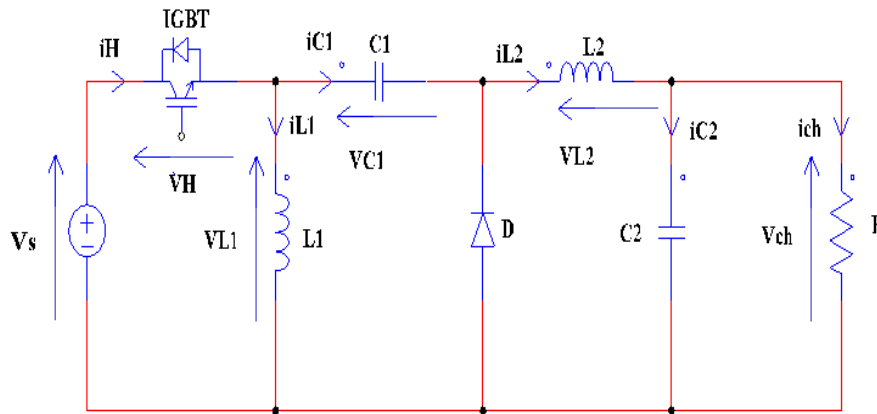 IGBT
iH
iC1
C1
iL2
L2
iL1
VC1
VL2
iC2
ich
VH
Vs
VL1
L1
D
C2
Vch